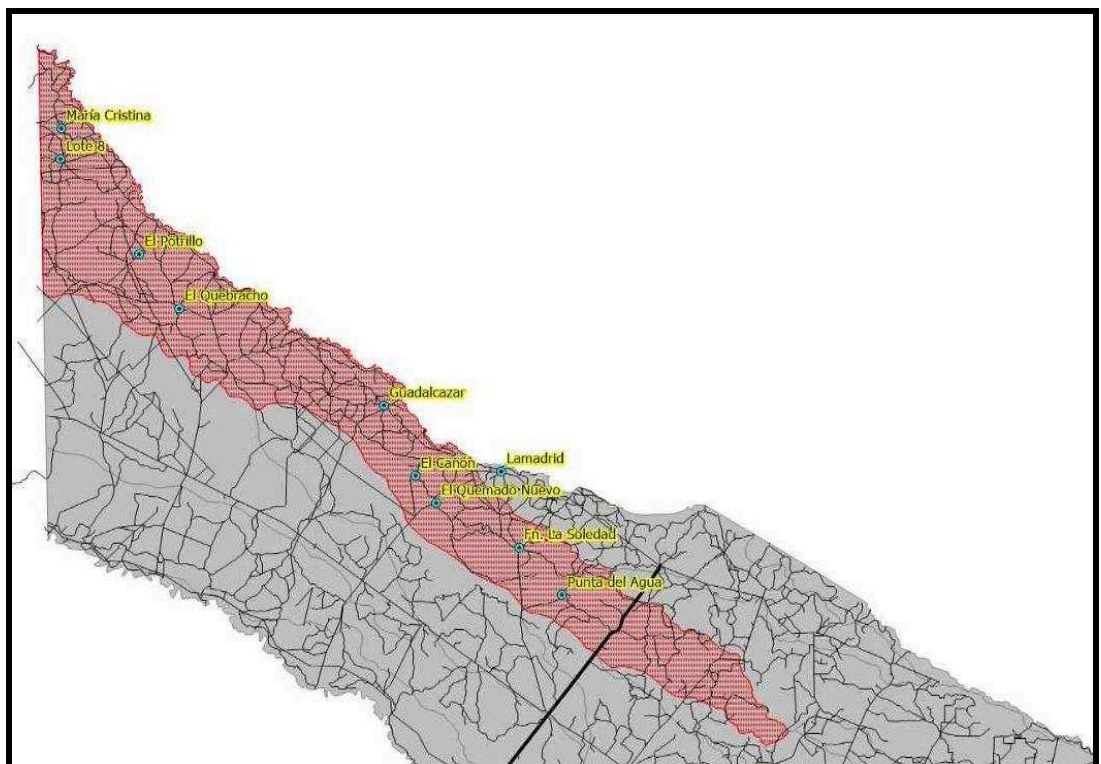 María Cristina
Lote 8
El Potrillo
El Quebracho
Guadalcazar
Lamadrid
El Cañón
El Quemado Nuevo
Fn. La Soledad
Punta del Agua